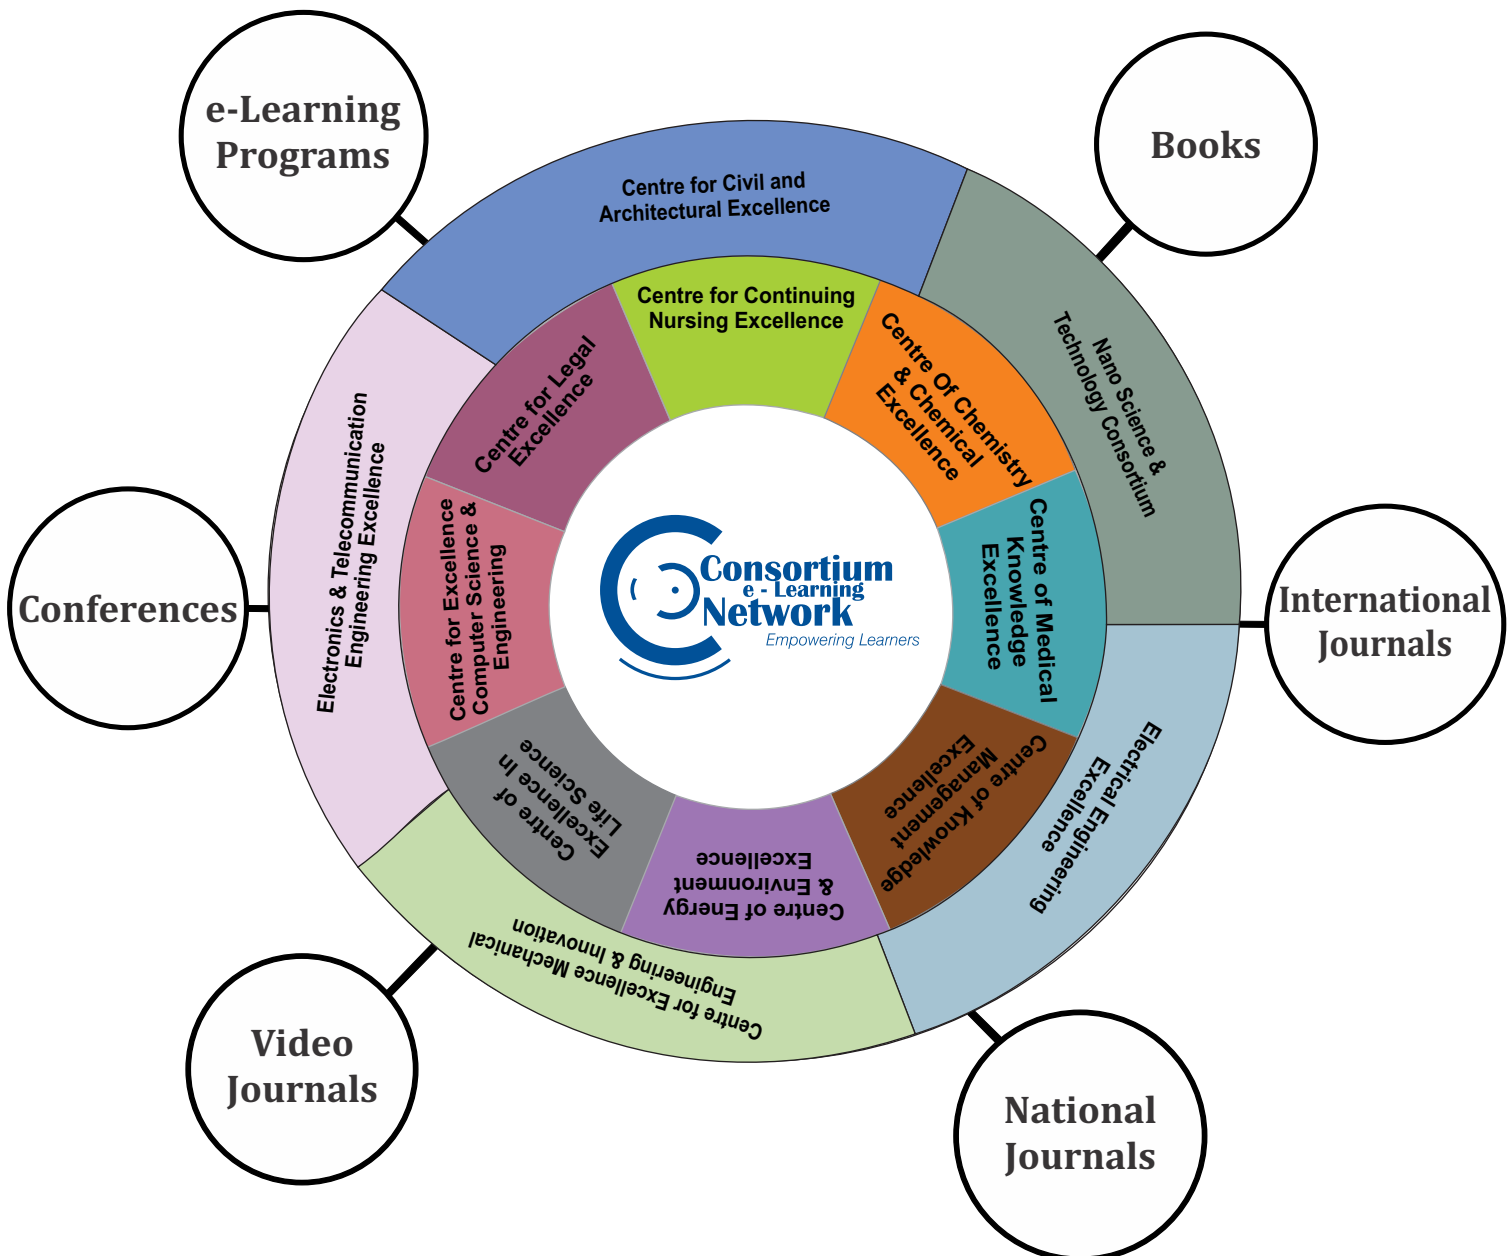 e-Learning
Programs
Books
Centre for Civil and
Architectural Excellence
Nano Science &
Technology Consortium
Electrical Engineering
Excellence
Centre for Excellence Mechanical
Engineering & Innovation
Electronics & Telecommunication
Engineering Excellence
Centre for Continuing
Nursing Excellence
Centre Of Chemistry
& Chemical
Excellence
Centre of Medical
Knowledge
Excellence
Centre of Knowledge
Management
Excellence
Centre of Energy
& Environment
Excellence
Centre of
Excellence In
Life Science
Centre for Excellence
Computer Science &
Engineering
Centre for Legal
Excellence
Consortium
e - Learning
Network
Empowering Learners
Conferences
International
Journals
Video
Journals
National
Journals